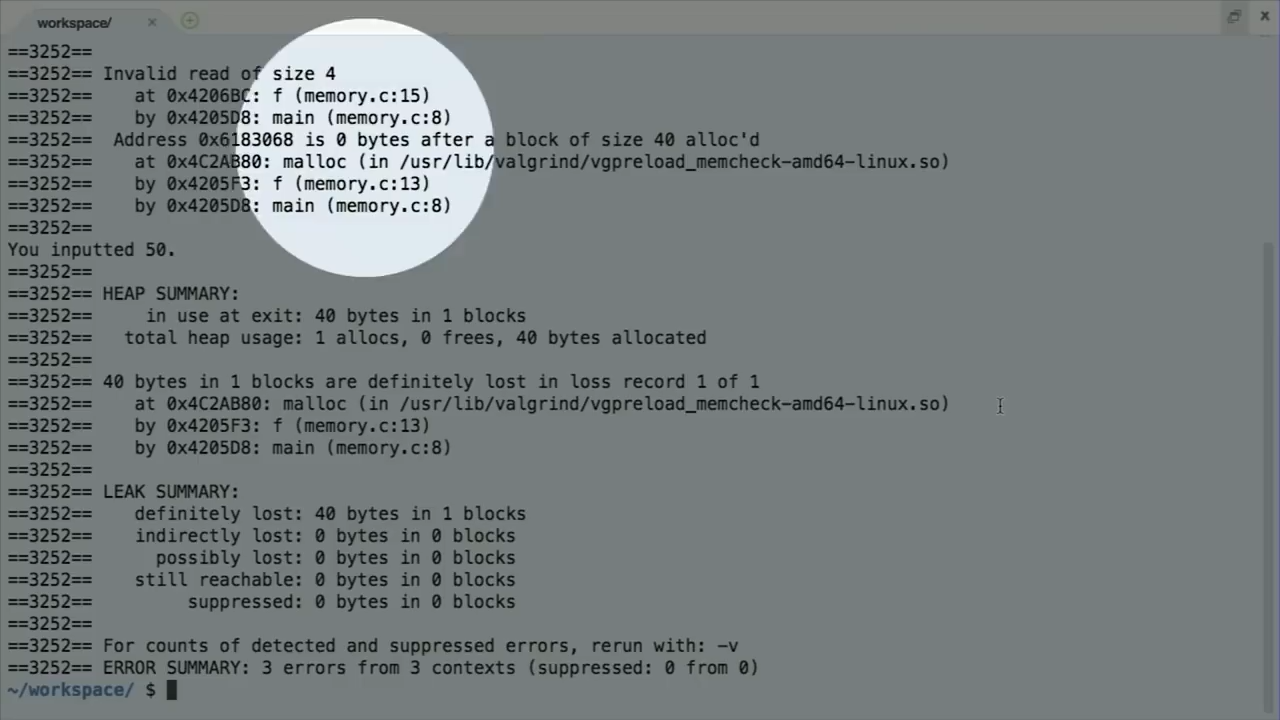 workspace/
==3252==
==3252== Invalid read of size 4
==3252==    at 0x4206BC: f (memory.c:15)
==3252==    by 0x4205D8: main (memory.c:8)
==3252==  Address 0x6183068 is 0 bytes after a block of size 40 alloc'd
==3252==    at 0x4C2AB80: malloc (in /usr/lib/valgrind/vgpreload_memcheck-amd64-linux.so)
==3252==    by 0x4205F3: f (memory.c:13)
==3252==    by 0x4205D8: main (memory.c:8)
==3252==
You inputted 50.
==3252==
==3252== HEAP SUMMARY:
==3252==     in use at exit: 40 bytes in 1 blocks
==3252==   total heap usage: 1 allocs, 0 frees, 40 bytes allocated
==3252==
==3252== 40 bytes in 1 blocks are definitely lost in loss record 1 of 1
==3252==    at 0x4C2AB80: malloc (in /usr/lib/valgrind/vgpreload_memcheck-amd64-linux.so)
==3252==    by 0x4205F3: f (memory.c:13)
==3252==    by 0x4205D8: main (memory.c:8)
==3252==
==3252== LEAK SUMMARY:
==3252==    definitely lost: 40 bytes in 1 blocks
==3252==    indirectly lost: 0 bytes in 0 blocks
==3252==      possibly lost: 0 bytes in 0 blocks
==3252==    still reachable: 0 bytes in 0 blocks
==3252==         suppressed: 0 bytes in 0 blocks
==3252==
==3252== For counts of detected and suppressed errors, rerun with: -v
==3252== ERROR SUMMARY: 3 errors from 3 contexts (suppressed: 0 from 0)
~/workspace/ $